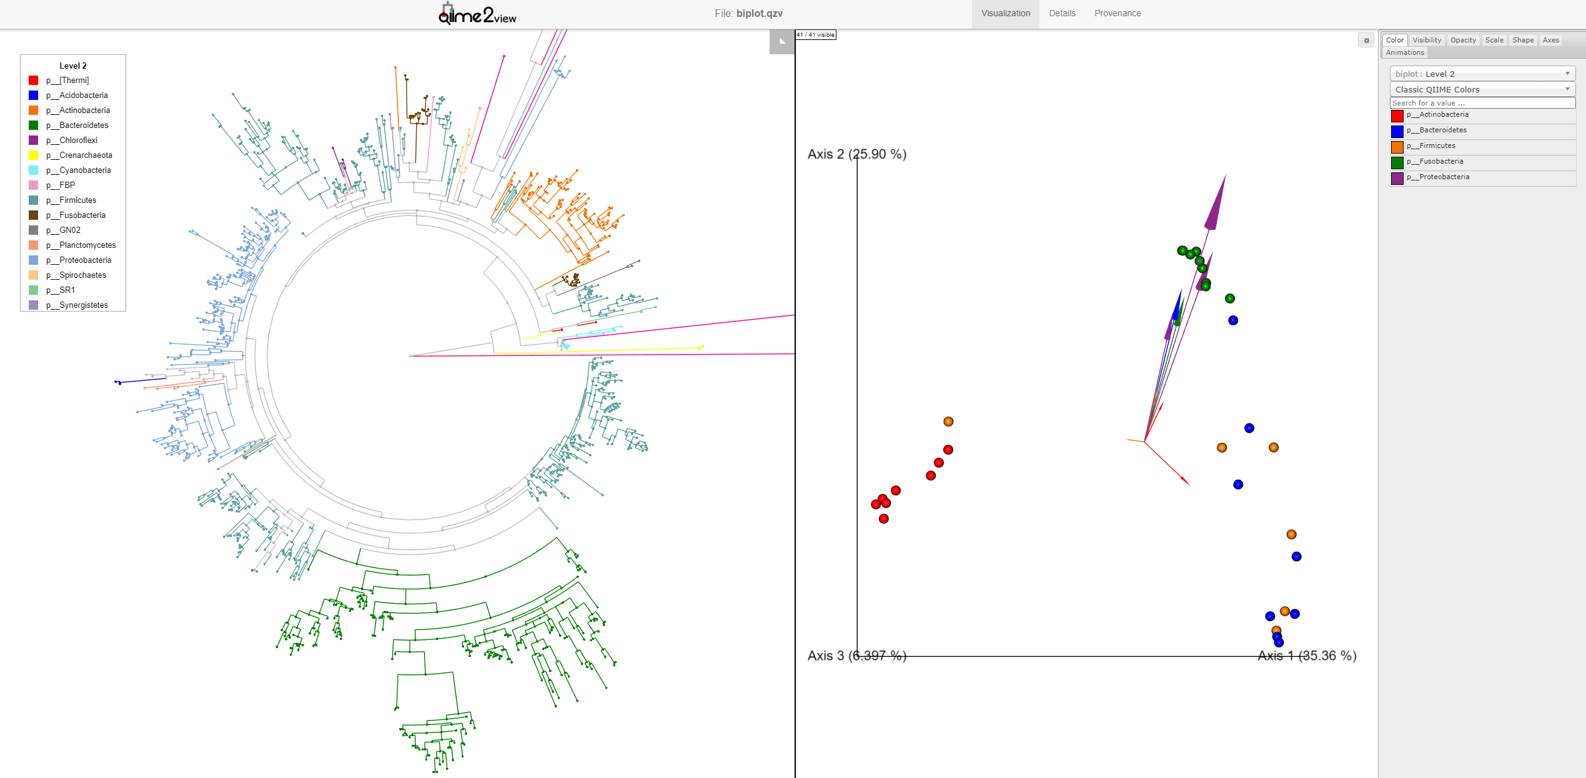 qiime2view
File: biplot.qzv
Visualization
Details
Provenance
Level 2
p__[Thermi]
p__Acidobacteria
p__Actinobacteria
p__Bacteroidetes
p__Chloroflexi
p__Crenarchaeota
p__Cyanobacteria
p__FBP
p__Firmicutes
p__Fusobacteria
p__GN02
p__Planctomycetes
p__Proteobacteria
p__Spirochaetes
p__SR1
p__Synergistetes
41 / 41 visible
Axis 2 (25.90 %)
Axis 3 (6.397 %)
Axis 1 (35.36 %)
Color
Visibility
Opacity
Scale
Shape
Axes
Animations
biplot : Level 2
Classic QIIME Colors
Search for a value ...
p__Actinobacteria
p__Bacteroidetes
p__Firmicutes
p__Fusobacteria
p__Proteobacteria